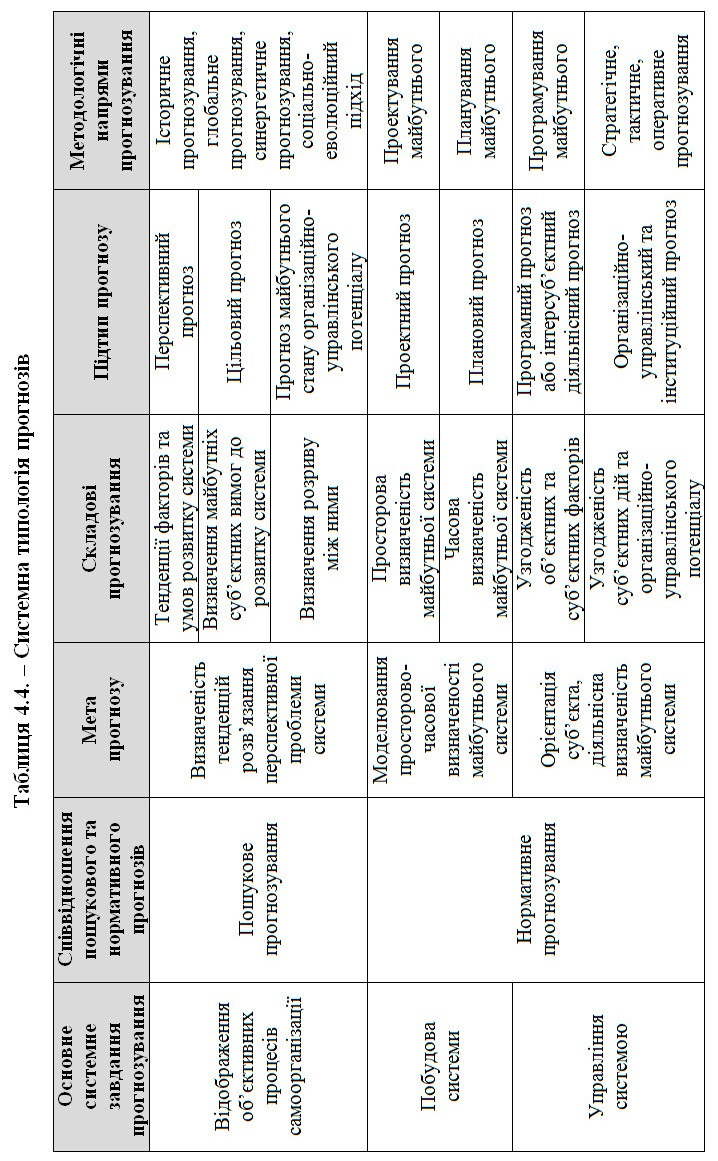 Таблиця 4.4. – Системна типологія прогнозів
Основне
системне
завдання
прогнозування
Співвідношення
пошукового та
нормативного
прогнозів
Мета
прогнозу
Складові
прогнозування
Підтип прогнозу
Методологічні
напрями
прогнозування
Відображення
об’єктивних
процесів
самоорганізації
Пошукове
прогнозування
Визначеність
тенденцій
розв’язання
перспективної
проблеми
системи
Тенденції факторів та
умов розвитку системи
Перспективний
прогноз
Історичне
прогнозування,
глобальне
прогнозування,
синергетичне
прогнозування,
соціально-
еволюційний
підхід
Визначення майбутніх
суб’єктних вимог до
розвитку системи
Цільовий прогноз
Визначення розриву
між ними
Прогноз майбутнього
стану організаційно-
управлінського
потенціалу
Побудова
системи
Нормативне
прогнозування
Моделювання
просторово-
часової
визначеності
майбутнього
системи
Просторова
визначеність
майбутньої системи
Проектний прогноз
Проектування
майбутнього
Часова
визначеність
майбутньої системи
Плановий прогноз
Планування
майбутнього
Управління
системою
Орієнтація
суб’єкта,
діяльнісна
визначеність
майбутнього
системи
Узгодженість
об’єктних та
суб’єктних факторів
Програмний прогноз
або інтерсуб’єктний
діяльнісний прогноз
Програмування
майбутнього
Узгодженість
суб’єктних дій та
організаційно-
управлінського
потенціалу
Організаційно-
управлінський та
інституційний прогноз
Стратегічне,
тактичне,
оперативне
прогнозування